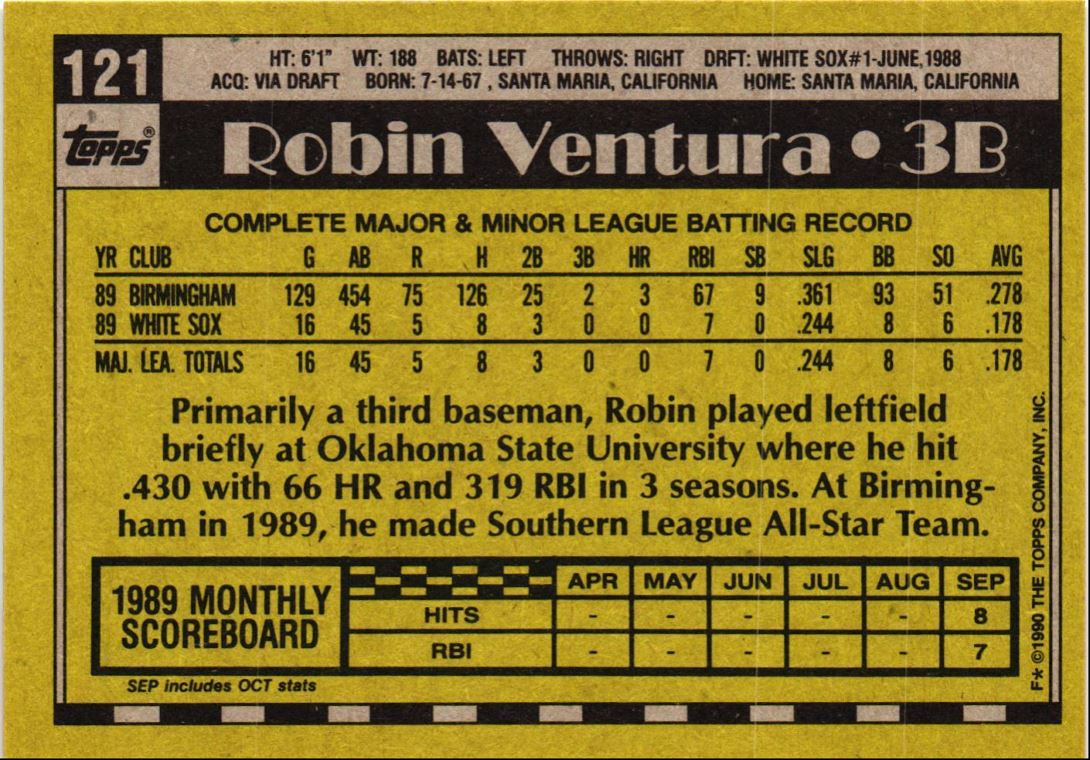 121
HT: 6'1" WT: 188 BATS: LEFT THROWS: RIGHT DRFT: WHITE SOX#1-JUNE,1988
ACQ: VIA DRAFT BORN: 7-14-67 , SANTA MARIA, CALIFORNIA HOME: SANTA MARIA, CALIFORNIA
topps®
Robin Ventura • 3B
COMPLETE MAJOR & MINOR LEAGUE BATTING RECORD
YR CLUB G AB R H 2B 3B HR RBI SB SLG BB SO AVG
89 BIRMINGHAM 129 454 75 126 25 2 3 67 9 .361 93 51 .278
89 WHITE SOX 16 45 5 8 3 0 0 7 0 .244 8 6 .178
MAJ. LEA. TOTALS 16 45 5 8 3 0 0 7 0 .244 8 6 .178
Primarily a third baseman, Robin played leftfield
briefly at Oklahoma State University where he hit
.430 with 66 HR and 319 RBI in 3 seasons. At Birming-
ham in 1989, he made Southern League All-Star Team.
1989 MONTHLY
SCOREBOARD
APR MAY JUN JUL AUG SEP
HITS - - - - - 8
RBI - - - - - 7
SEP includes OCT stats
F* ©1990 THE TOPPS COMPANY, INC.